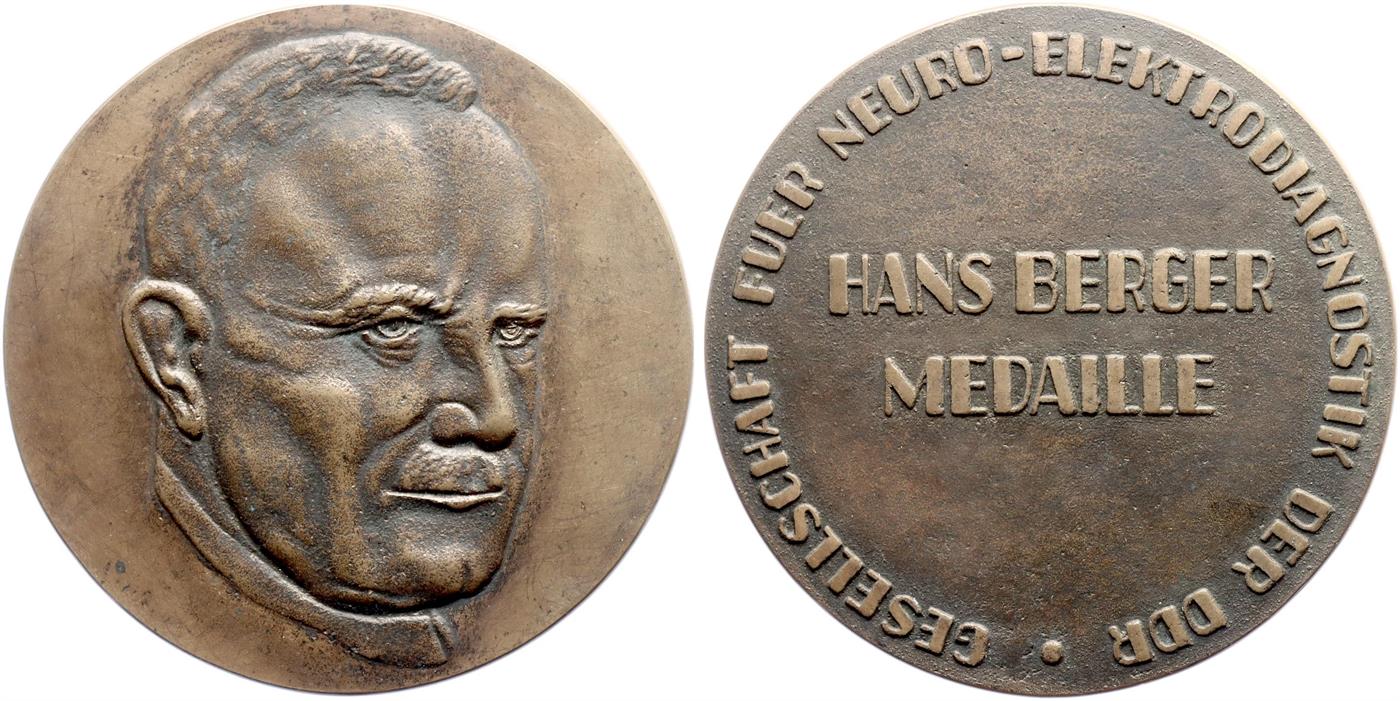 GESELLSCHAFT FUER NEURO-ELEKTRODIAGNOSTIK DER DDR •
HANS BERGER
MEDAILLE